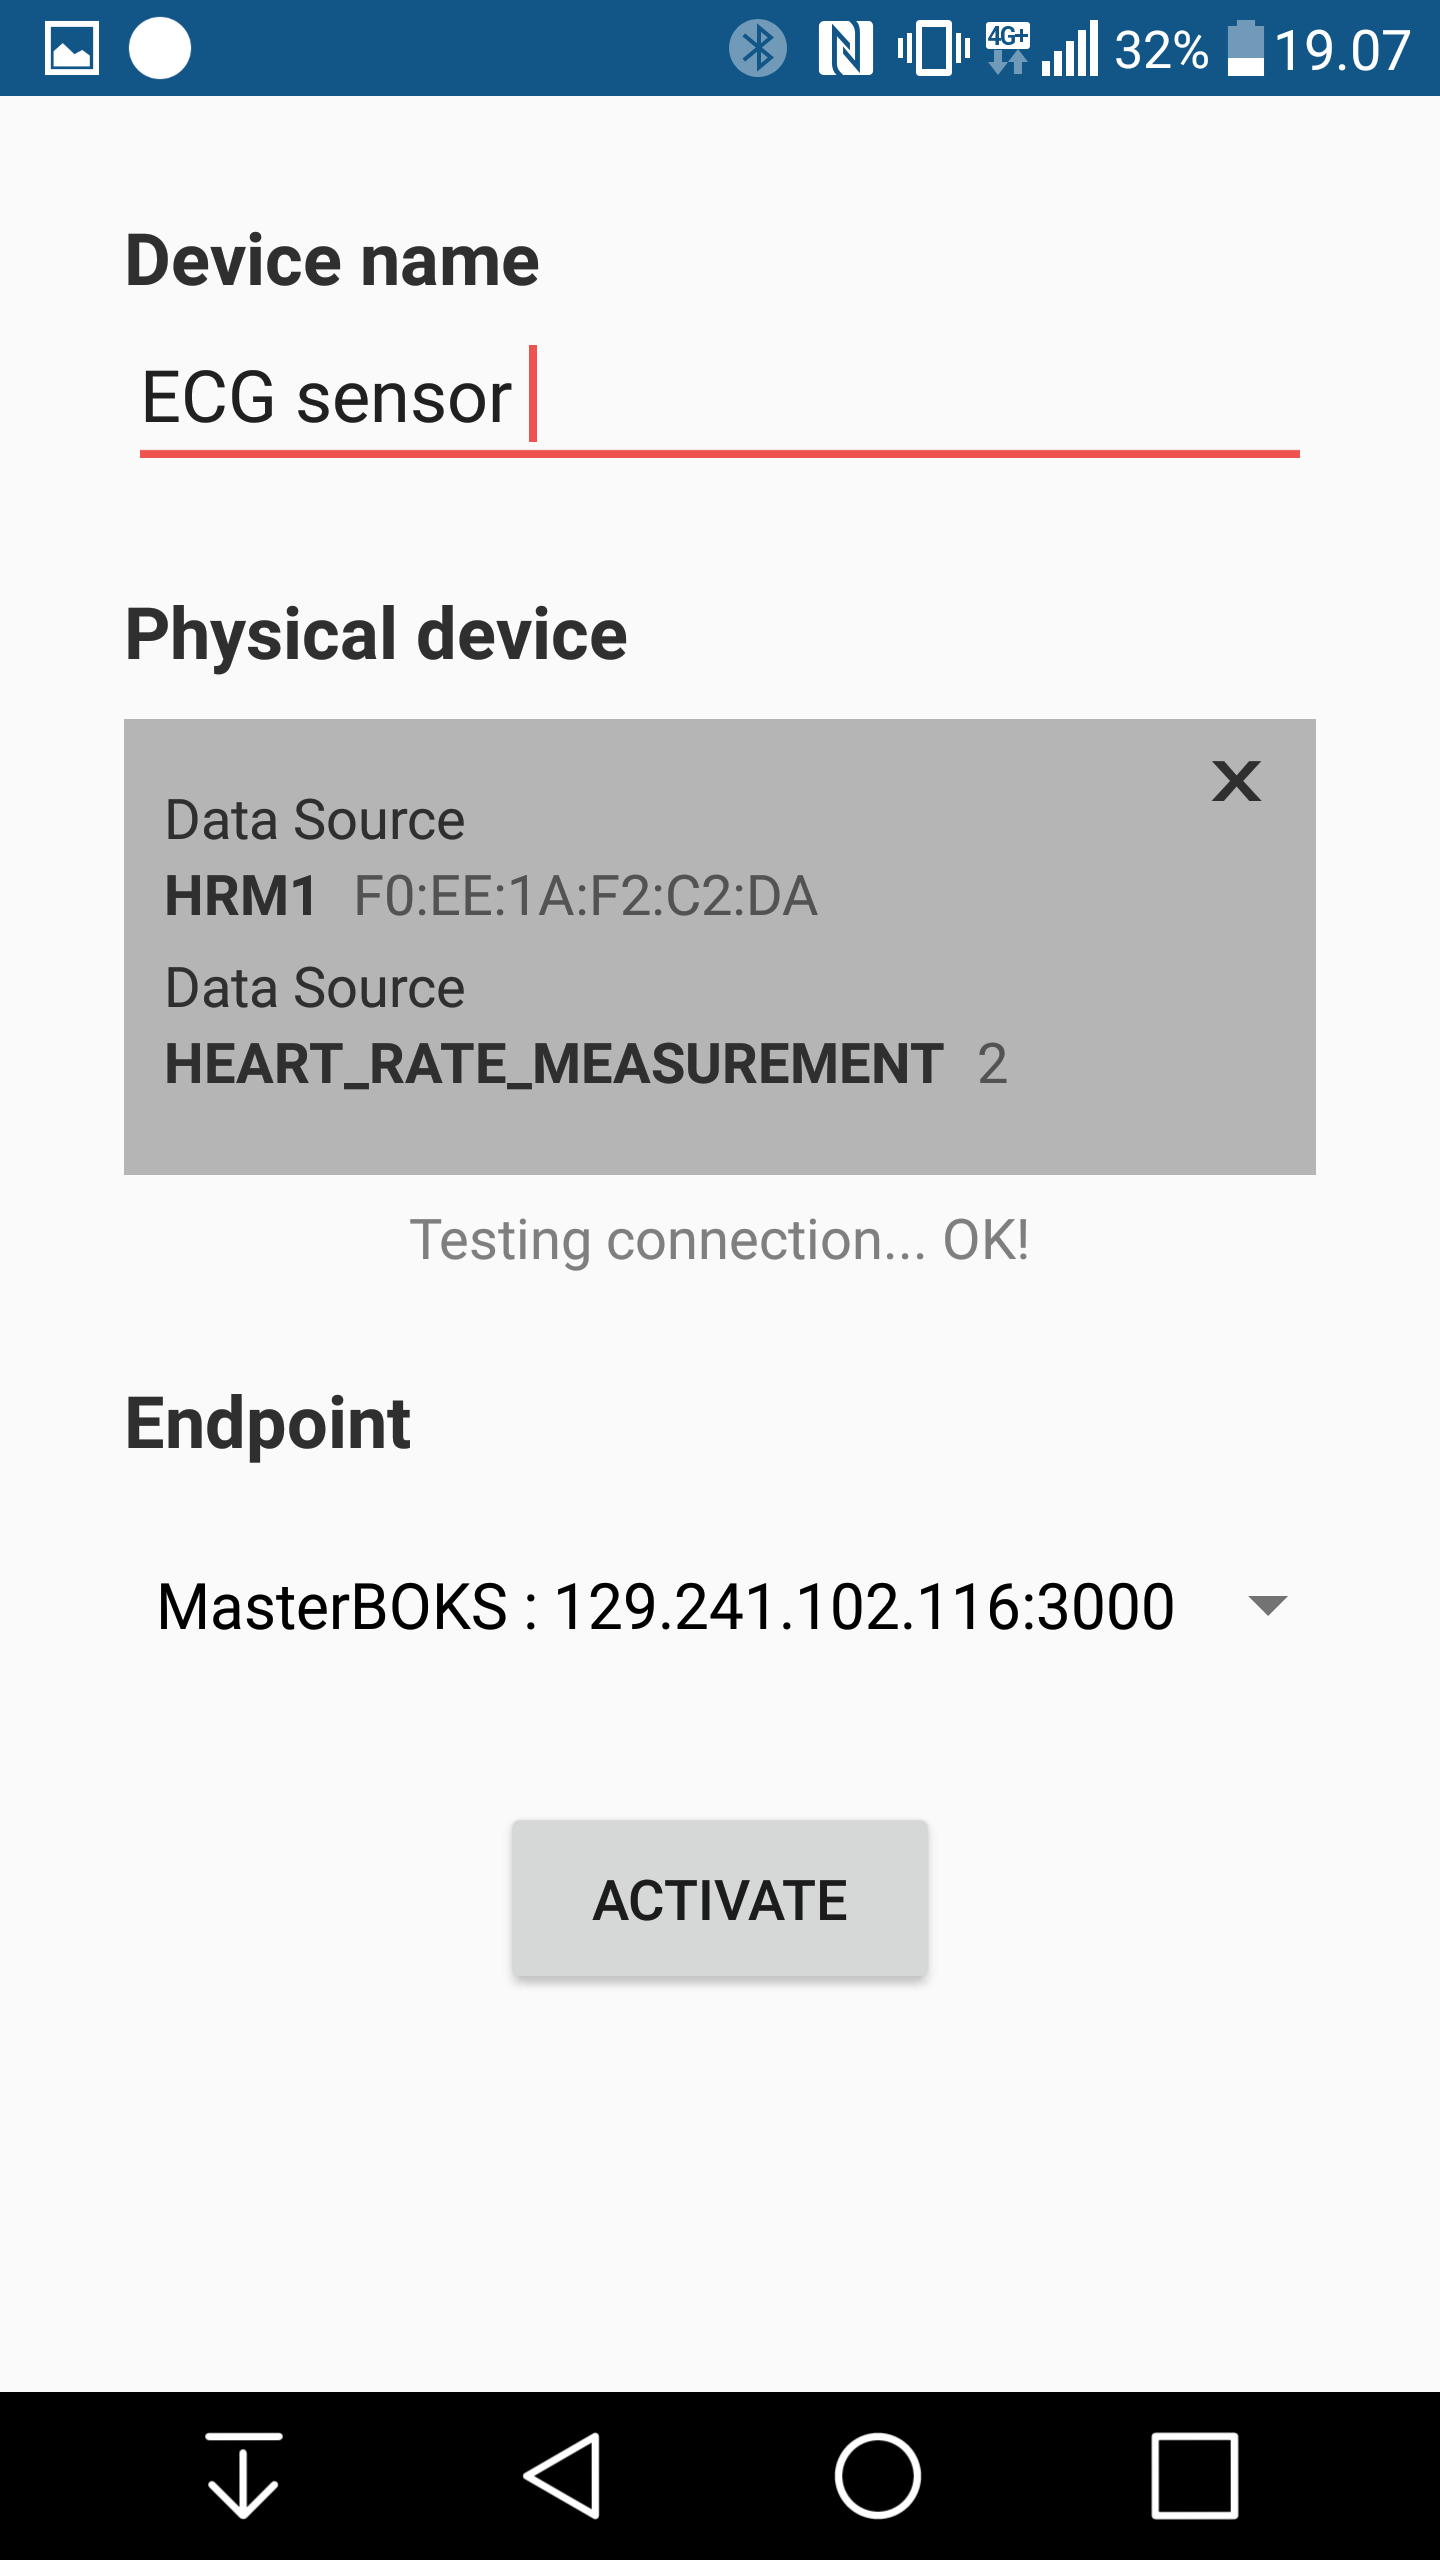 4G+ 32% 19.07
Device name
ECG sensor
Physical device
X
Data Source
HRM1 F0:EE:1A:F2:C2:DA
Data Source
HEART_RATE_MEASUREMENT 2
Testing connection... OK!
Endpoint
MasterBOKS : 129.241.102.116:3000
ACTIVATE